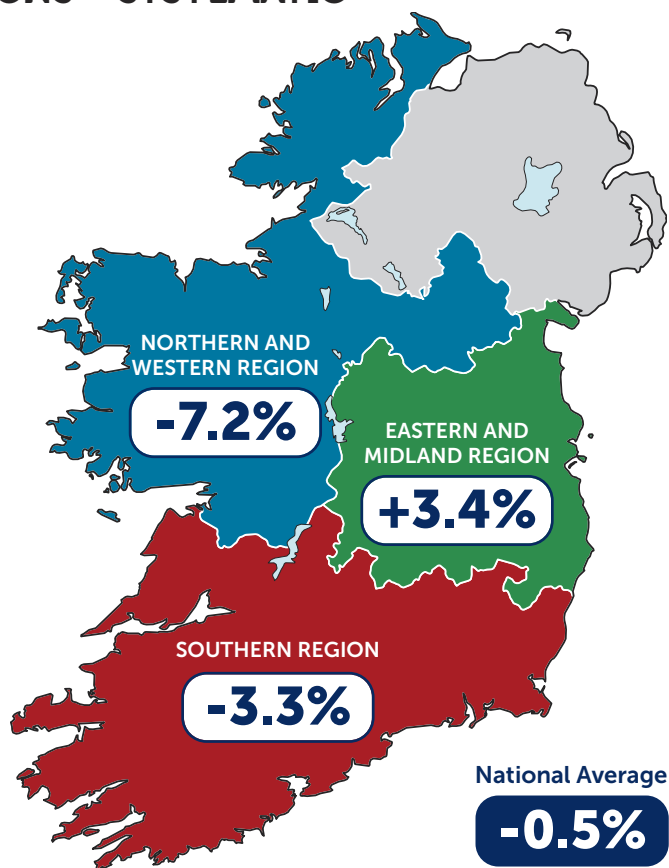 NORTHERN AND
WESTERN REGION
-7.2%
EASTERN AND
MIDLAND REGION
+3.4%
SOUTHERN REGION
-3.3%
National Average
-0.5%